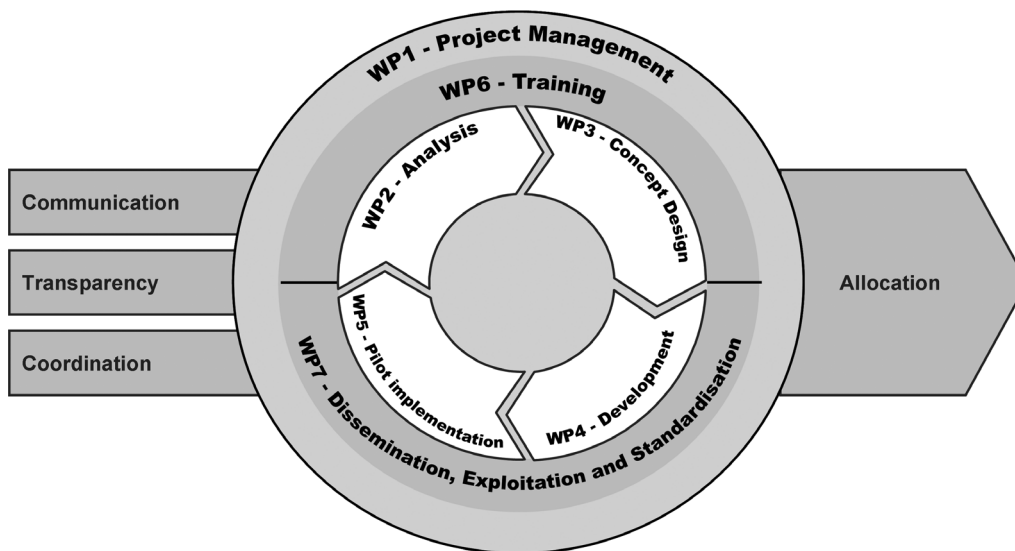 WP1 - Project Management
WP6 - Training
WP2 - Analysis
WP3 - Concept Design
Communication
Transparency
Coordination
Allocation
WP5 - Pilot implementation
WP4 - Development
WP7 - Dissemination, Exploitation and Standardisation